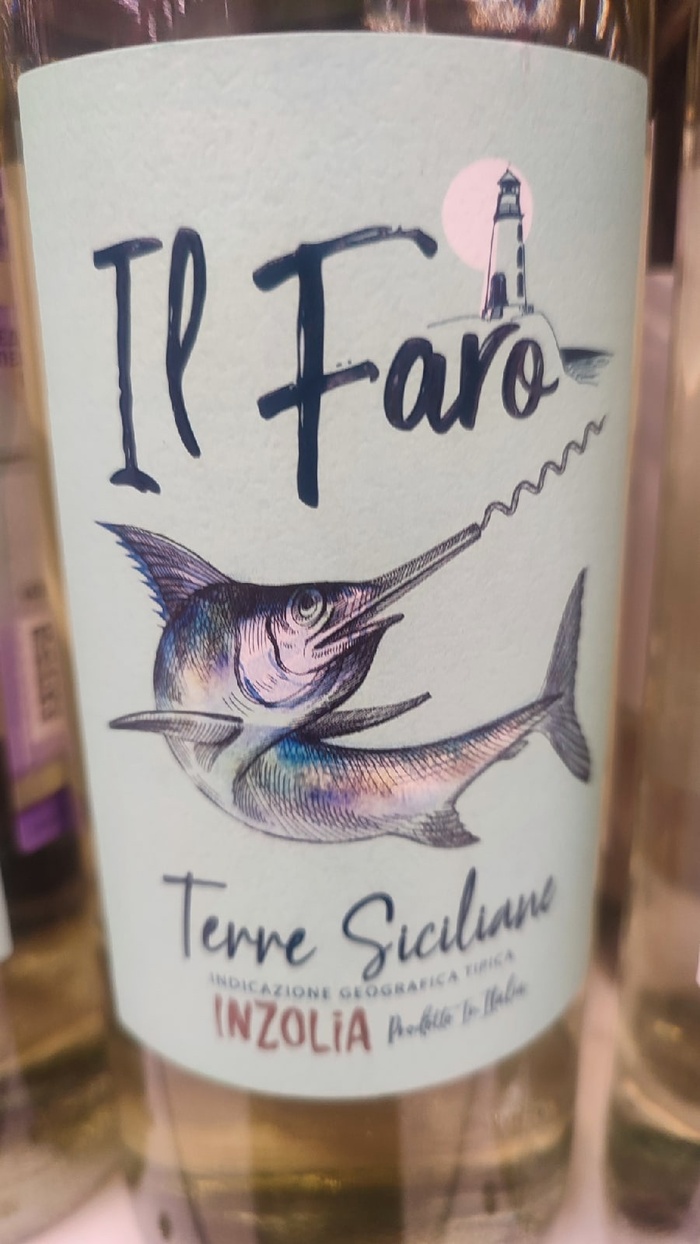 Il Faro
Terre Siciliane
INDICAZIONE GEOGRAFICA TIPICA
INZOLIA Prodotto in Italia